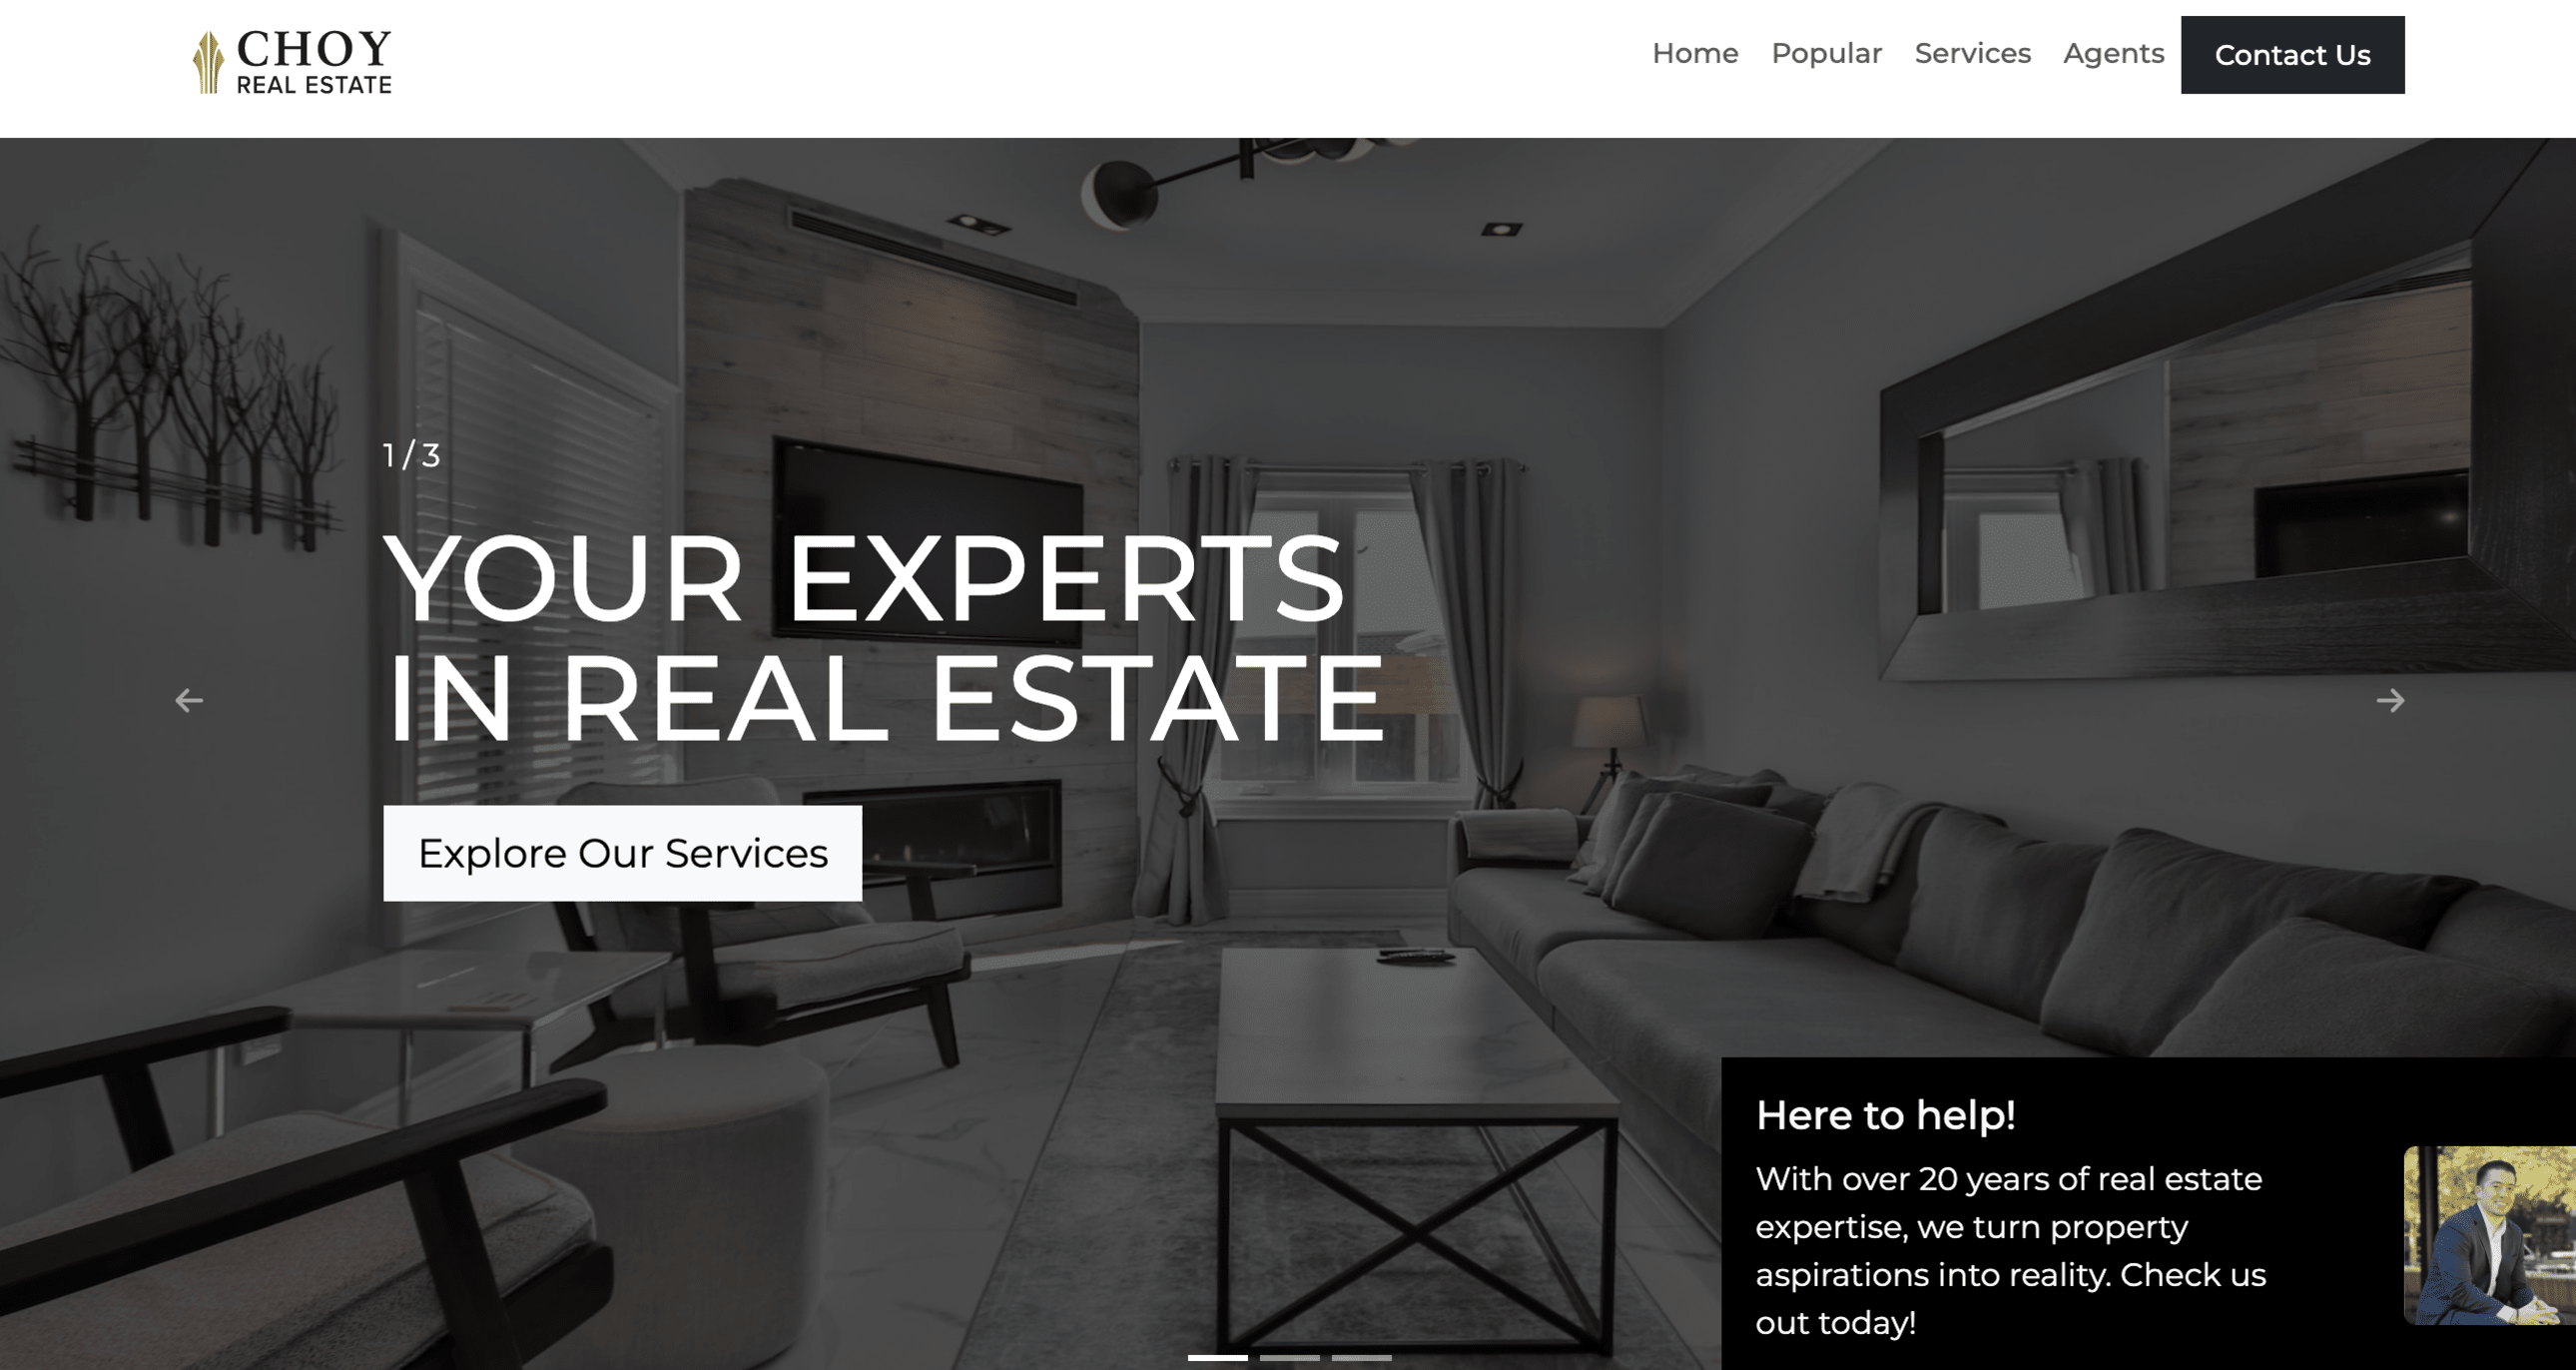 CHOY
REAL ESTATE
Home Popular Services Agents Contact Us
1 / 3
YOUR EXPERTS
IN REAL ESTATE
Explore Our Services
Here to help!
With over 20 years of real estate
expertise, we turn property
aspirations into reality. Check us
out today!